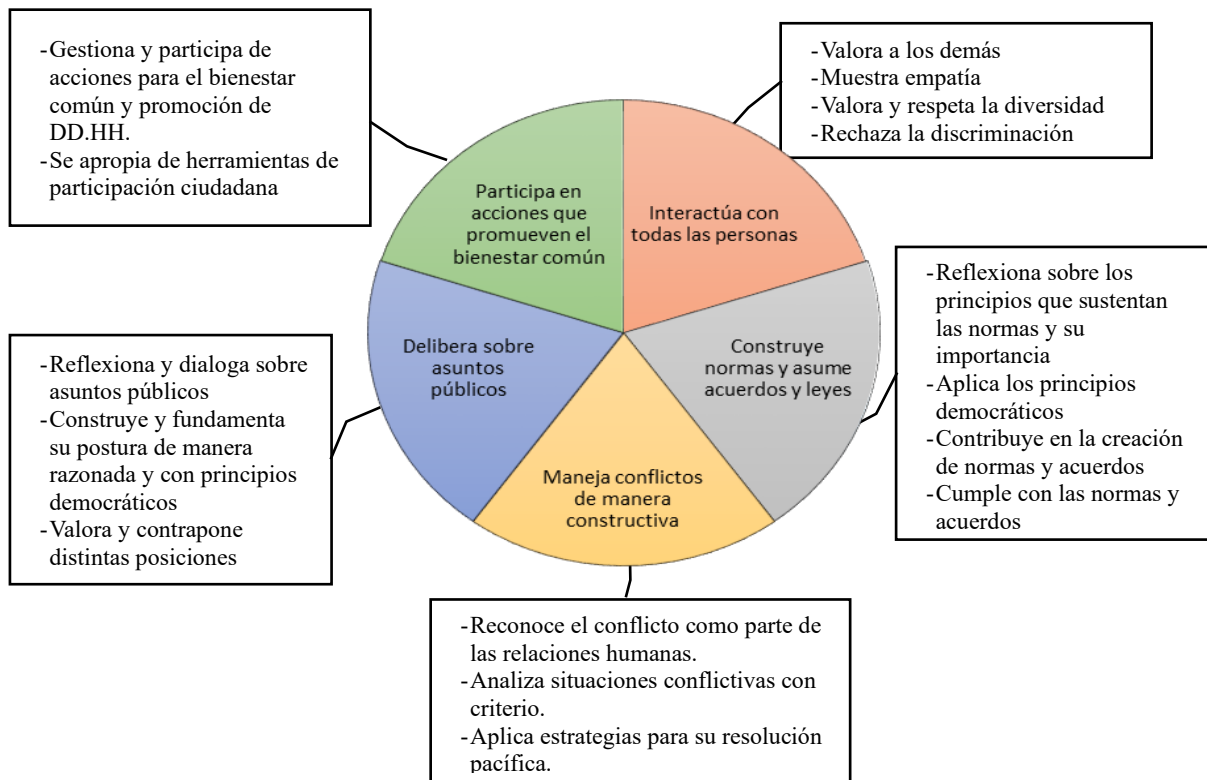 -Gestiona y participa de
acciones para el bienestar
común y promoción de
DD.HH.
-Se apropia de herramientas de
participación ciudadana
-Valora a los demás
-Muestra empatía
-Valora y respeta la diversidad
-Rechaza la discriminación
Participa en
acciones que
promueven el
bienestar común
Interactúa con
todas las personas
-Reflexiona sobre los
principios que sustentan
las normas y su
importancia
-Aplica los principios
democráticos
-Contribuye en la creación
de normas y acuerdos
-Cumple con las normas y
acuerdos
Delibera sobre
asuntos
públicos
Construye
normas y asume
acuerdos y leyes
-Reflexiona y dialoga sobre
asuntos públicos
-Construye y fundamenta
su postura de manera
razonada y con principios
democráticos
-Valora y contrapone
distintas posiciones
Maneja conflictos
de manera
constructiva
-Reconoce el conflicto como parte de
las relaciones humanas.
-Analiza situaciones conflictivas con
criterio.
-Aplica estrategias para su resolución
pacífica.